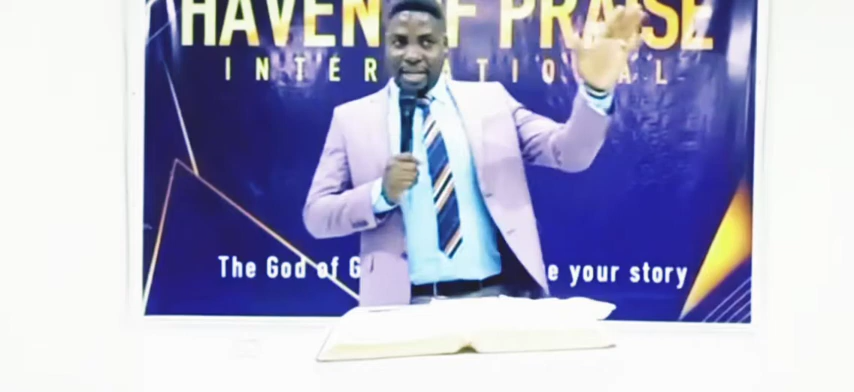 HAVEN OF PRAISE
INTERNATIONAL
The God of G e your story